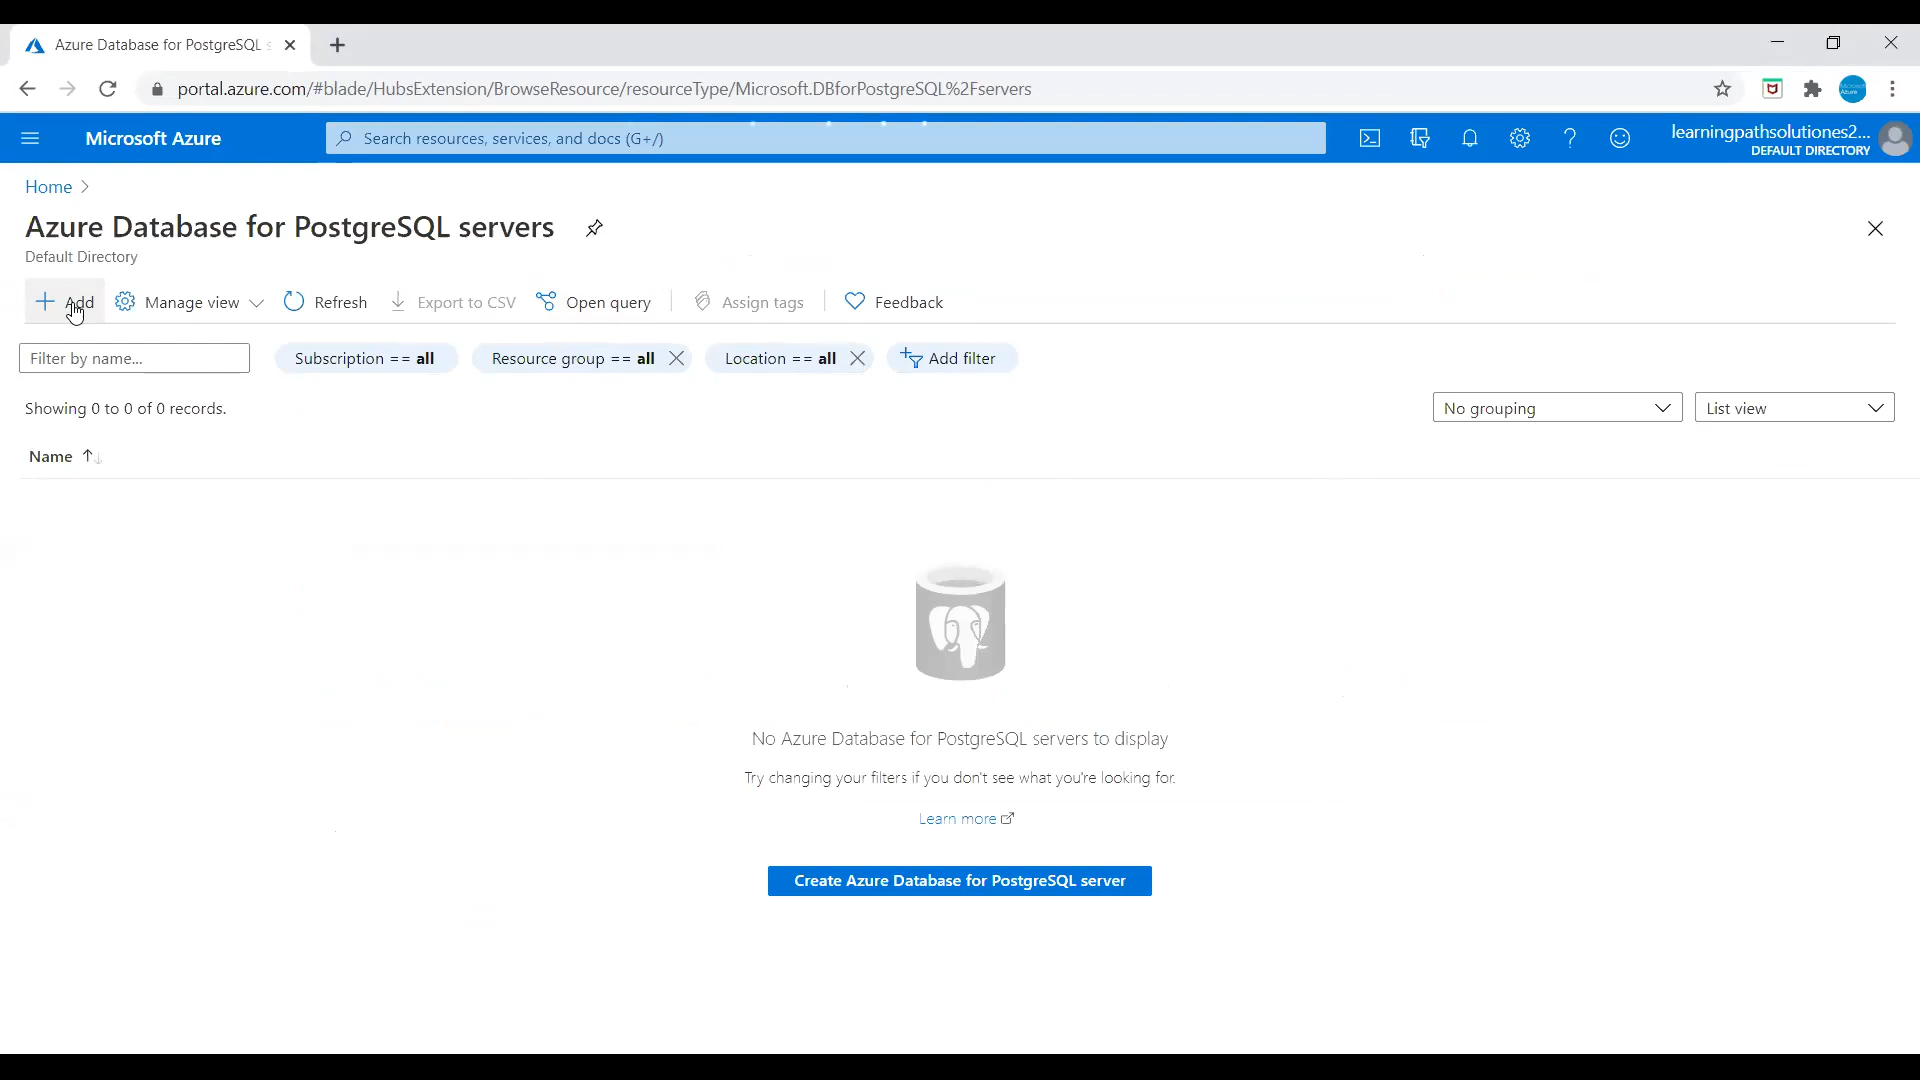 Azure Database for PostgreSQL s
portal.azure.com/#blade/HubsExtension/BrowseResource/resourceType/Microsoft.DBforPostgreSQL%2Fservers
Microsoft Azure
Search resources, services, and docs (G+/)
learningpathsolutiones2...
DEFAULT DIRECTORY
Home
Azure Database for PostgreSQL servers
Default Directory
Add
Manage view
Refresh
Export to CSV
Open query
Assign tags
Feedback
Filter by name...
Subscription == all
Resource group == all
Location == all
Add filter
Showing 0 to 0 of 0 records.
No grouping
List view
Name
No Azure Database for PostgreSQL servers to display
Try changing your filters if you don't see what you're looking for.
Learn more
Create Azure Database for PostgreSQL server